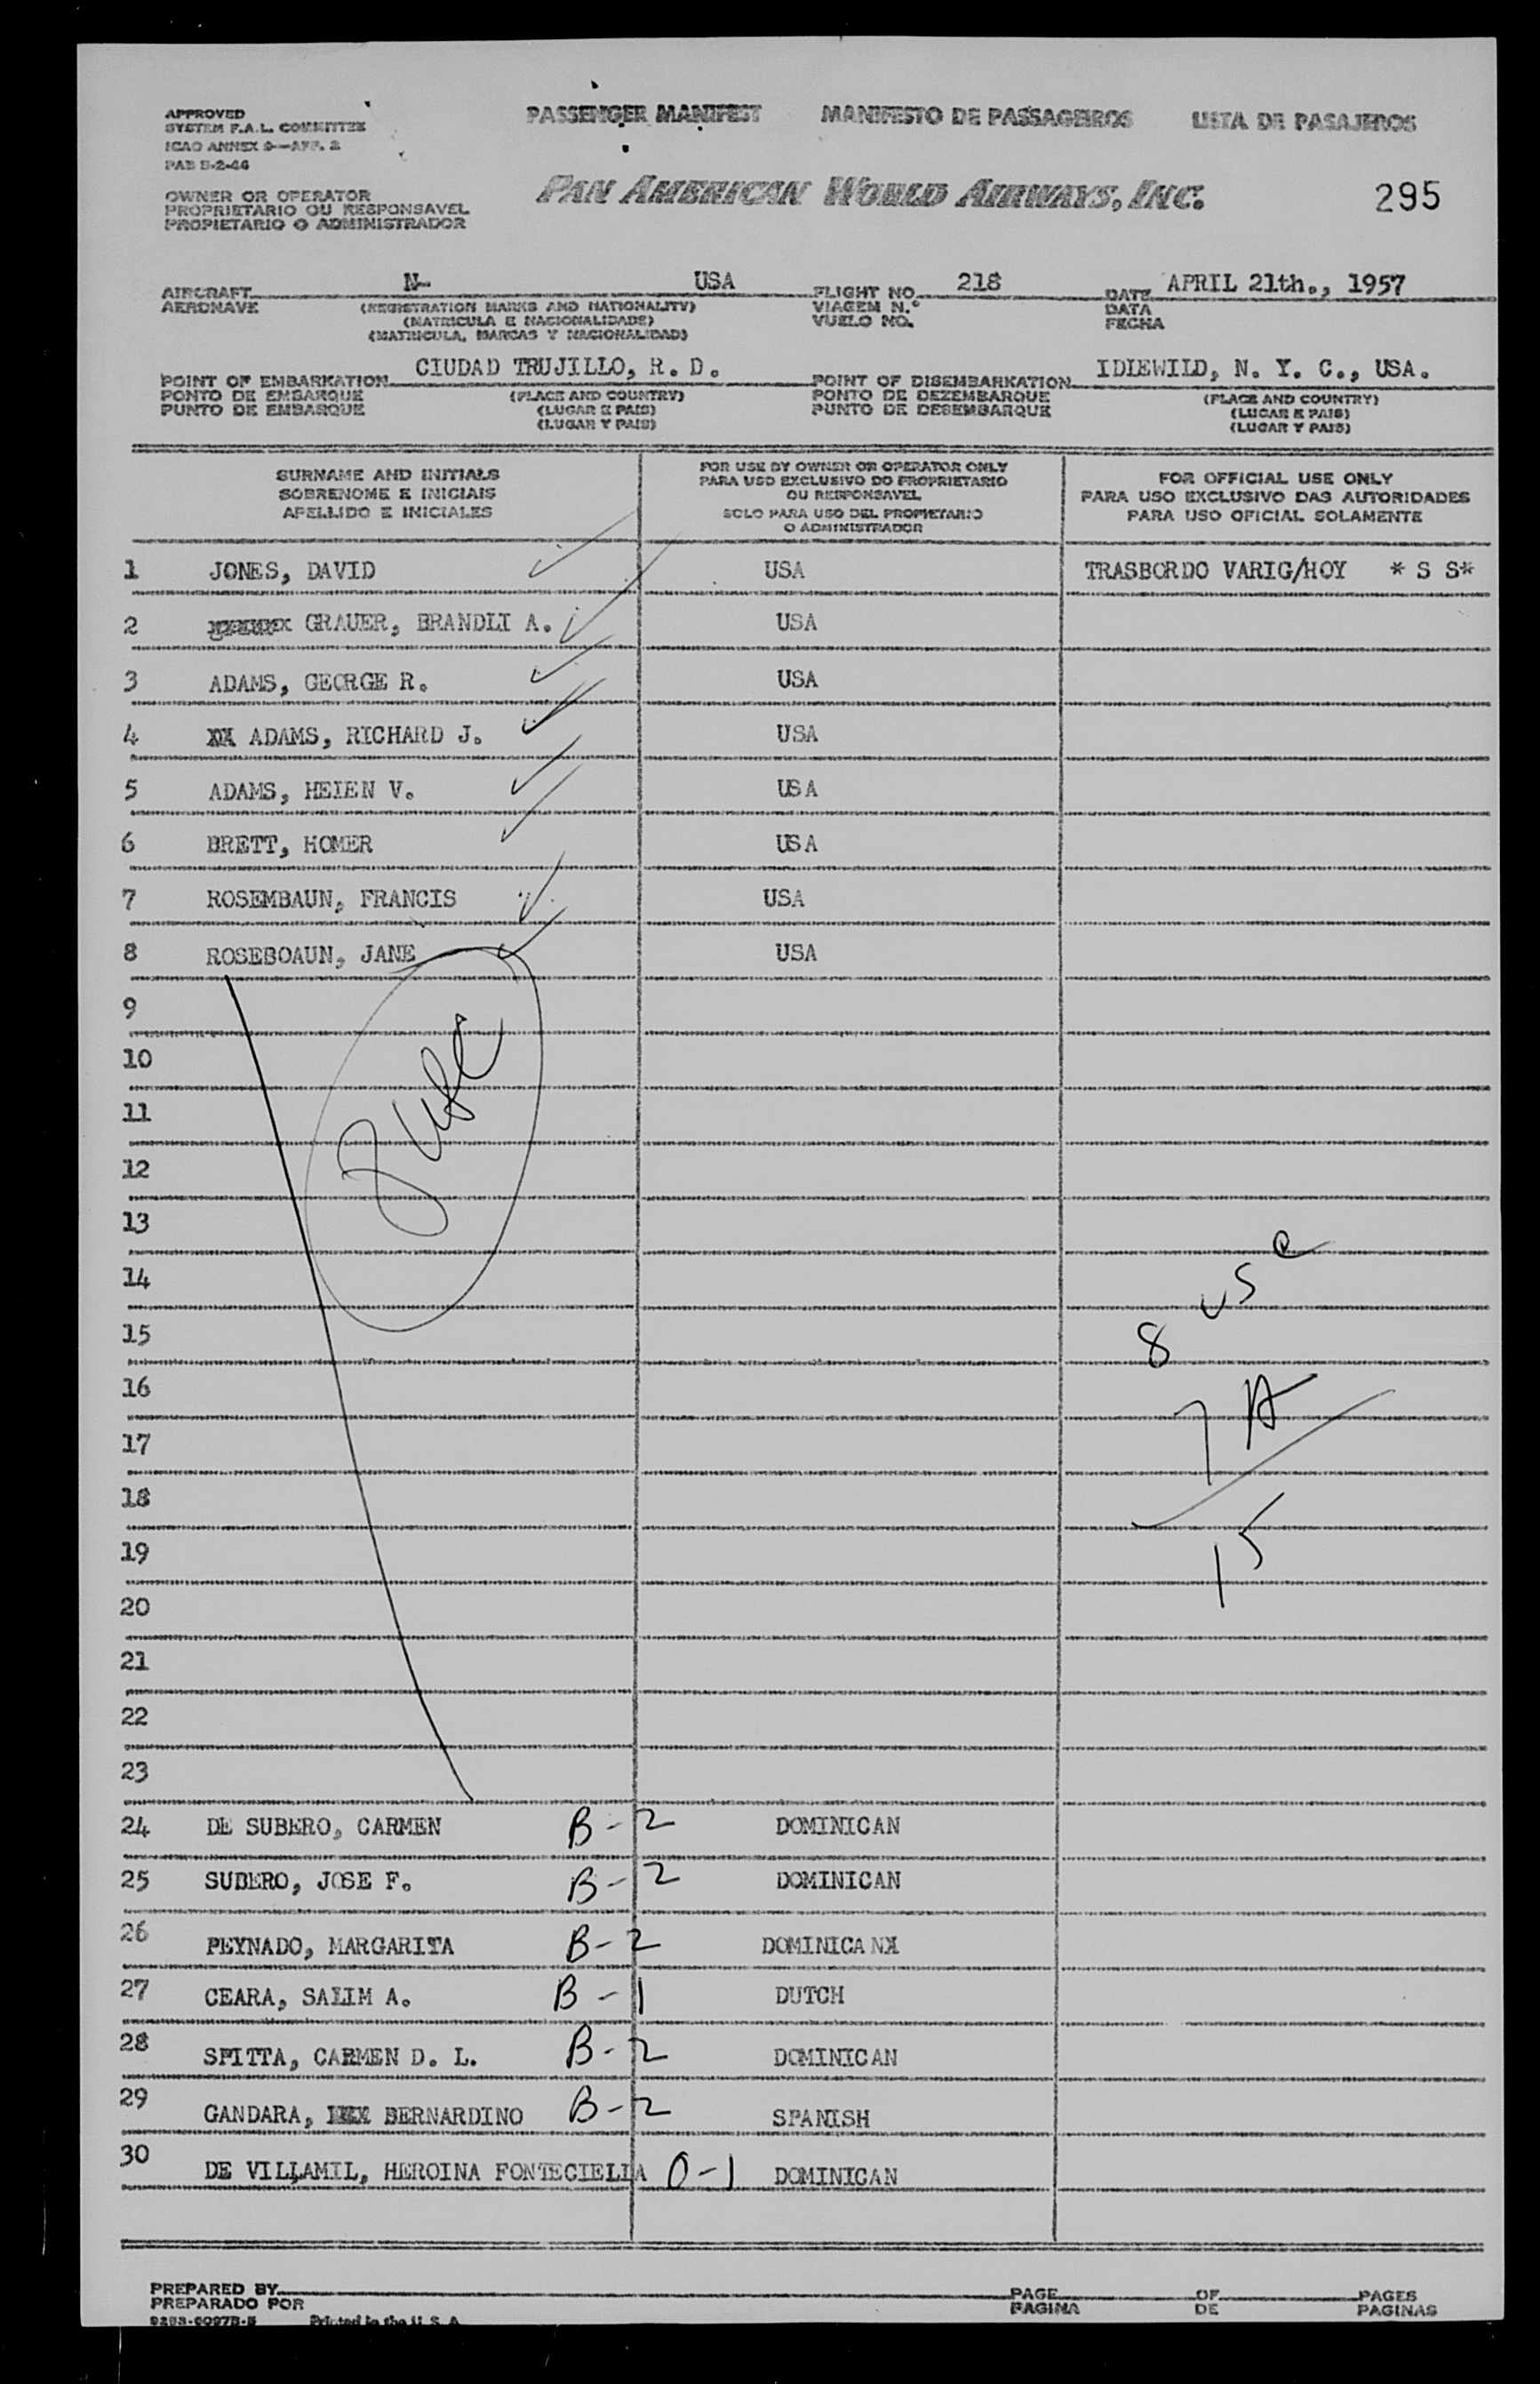 APPROVED
SYSTEM F.A.L. COMMITTEE
ICAO ANNEX 9—APP. 2
PAB 5-2-46
PASSENGER MANIFEST MANIFESTO DE PASSAGEIROS LISTA DE PASAJEROS
OWNER OR OPERATOR
PROPRIETARIO OU RESPONSAVEL
PROPIETARIO O ADMINISTRADOR
PAN AMERICAN WORLD AIRWAYS, INC.
295
AIRCRAFT N- USA FLIGHT NO. 218 DATE APRIL 21th., 1957
AERONAVE (REGISTRATION MARKS AND NATIONALITY) VIAGEM N.° DATA
(MATRICULA E NACIONALIDADE) VUELO NO. FECHA
(MATRICULA, MARCAS Y NACIONALIDAD)
POINT OF EMBARKATION CIUDAD TRUJILLO, R. D. POINT OF DISEMBARKATION IDLEWILD, N. Y. C., USA.
PONTO DE EMBARQUE (PLACE AND COUNTRY) PONTO DE DEZEMBARQUE (PLACE AND COUNTRY)
PUNTO DE EMBARQUE (LUGAR E PAIS) PUNTO DE DESEMBARQUE (LUGAR E PAIS)
(LUGAR Y PAIS) (LUGAR Y PAIS)
SURNAME AND INITIALS
SOBRENOME E INICIAIS
APELLIDO E INICIALES
FOR USE BY OWNER OR OPERATOR ONLY
PARA USO EXCLUSIVO DO PROPRIETARIO
OU RESPONSAVEL
SOLO PARA USO DEL PROPIETARIO
O ADMINISTRADOR
FOR OFFICIAL USE ONLY
PARA USO EXCLUSIVO DAS AUTORIDADES
PARA USO OFICIAL SOLAMENTE
1 JONES, DAVID USA TRASBORDO VARIG/HOY * S S*
2 GRAUER, BRANDLI A. USA
3 ADAMS, GEORGE R. USA
4 ADAMS, RICHARD J. USA
5 ADAMS, HELEN V. USA
6 BRETT, HOMER USA
7 ROSEMBAUN, FRANCIS USA
8 ROSEBOAUN, JANE USA
9
10
11
12
13
14
15
16
17
18
19
20
21
22
23
8 usa
7 A
15
24 DE SUBERO, CARMEN B-2 DOMINICAN
25 SUBERO, JOSE F. B-2 DOMINICAN
26 PEYNADO, MARGARITA B-2 DOMINICANX
27 CEARA, SALIM A. B-1 DUTCH
28 SPITTA, CARMEN D. L. B-2 DOMINICAN
29 GANDARA, BERNARDINO B-2 SPANISH
30 DE VILLAMIL, HEROINA FONTECIELLA O-1 DOMINICAN
PREPARED BY PAGE OF PAGES
PREPARADO POR PAGINA DE PAGINAS
Printed in the U. S. A.